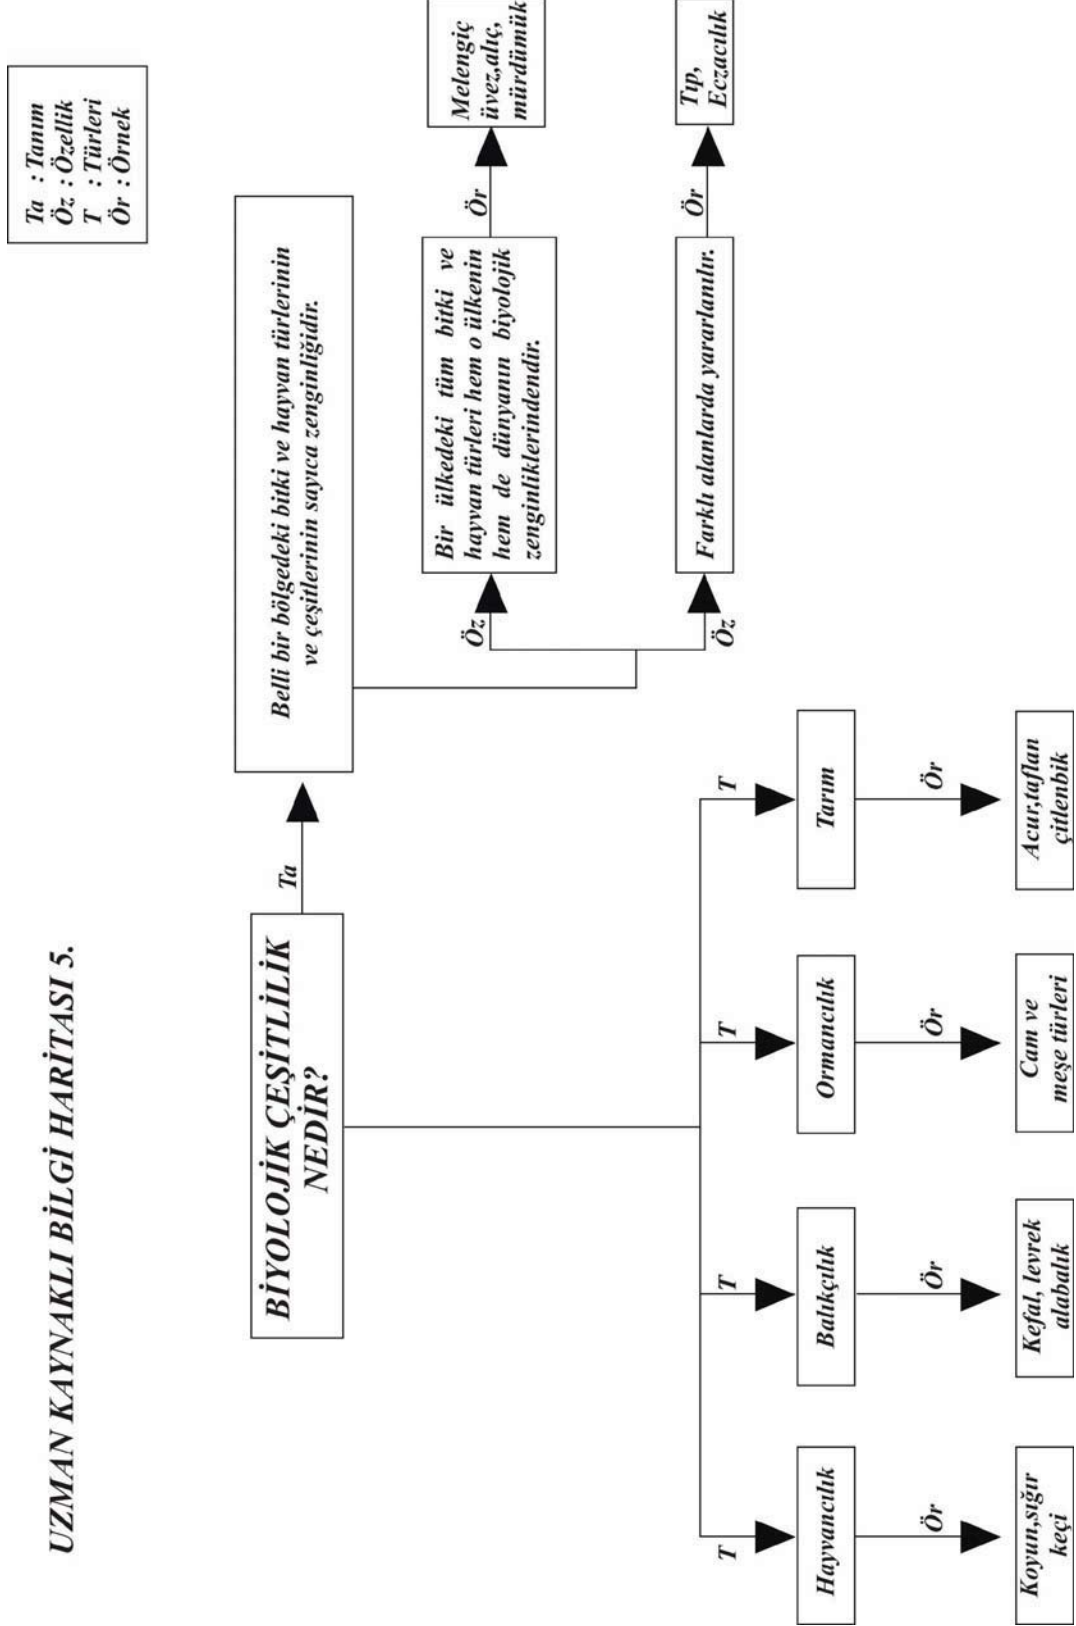 UZMAN KAYNAKLI BİLGİ HARİTASI 5.
Ta : Tanım
Öz : Özellik
T : Türleri
Ör : Örnek
BİYOLOJİK ÇEŞİTLİLİK
NEDİR?
Ta
Belli bir bölgedeki bitki ve hayvan türlerinin
ve çeşitlerinin sayıca zenginliğidir.
Öz
Bir ülkedeki tüm bitki ve
hayvan türleri hem o ülkenin
hem de dünyanın biyolojik
zenginliklerindendir.
Ör
Melengiç
üvez,alıç,
mürdümük
Öz
Farklı alanlarda yararlanılır.
Ör
Tıp,
Eczacılık
T
T
T
T
Hayvancılık
Balıkçılık
Ormancılık
Tarım
Ör
Ör
Ör
Ör
Koyun,sığır
keçi
Kefal, levrek
alabalık
Cam ve
meşe türleri
Acur,taflan
çitlenbik